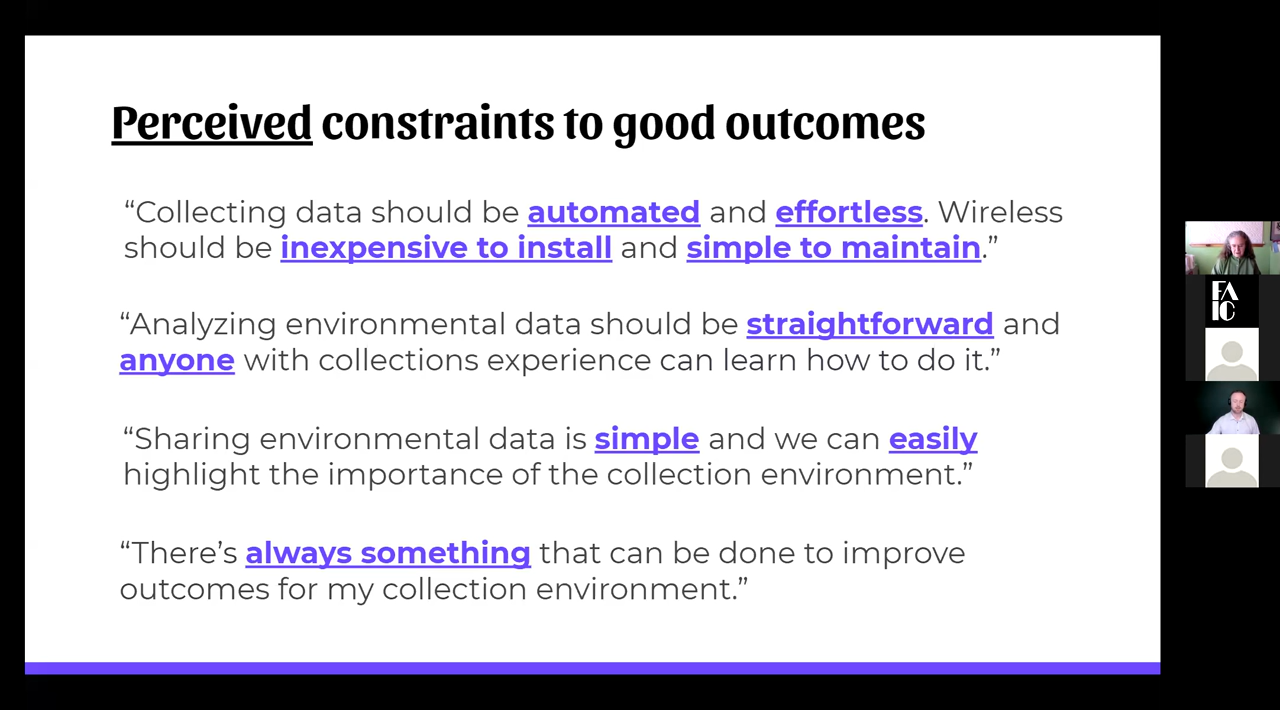 Perceived constraints to good outcomes
“Collecting data should be automated and effortless. Wireless
should be inexpensive to install and simple to maintain.”
“Analyzing environmental data should be straightforward and
anyone with collections experience can learn how to do it.”
“Sharing environmental data is simple and we can easily
highlight the importance of the collection environment.”
“There’s always something that can be done to improve
outcomes for my collection environment.”
FA
IC